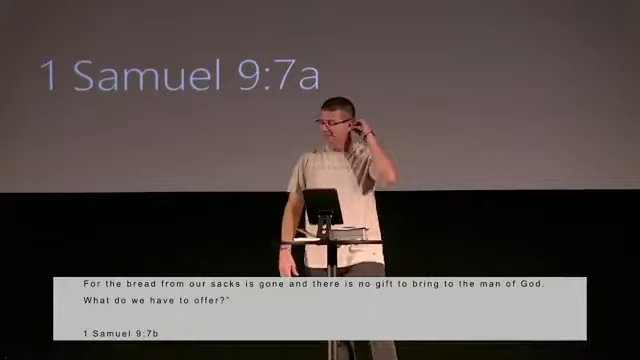 1 Samuel 9:7a
For the bread from our sacks is gone and there is no gift to bring to the man of God.
What do we have to offer?"
1 Samuel 9:7b